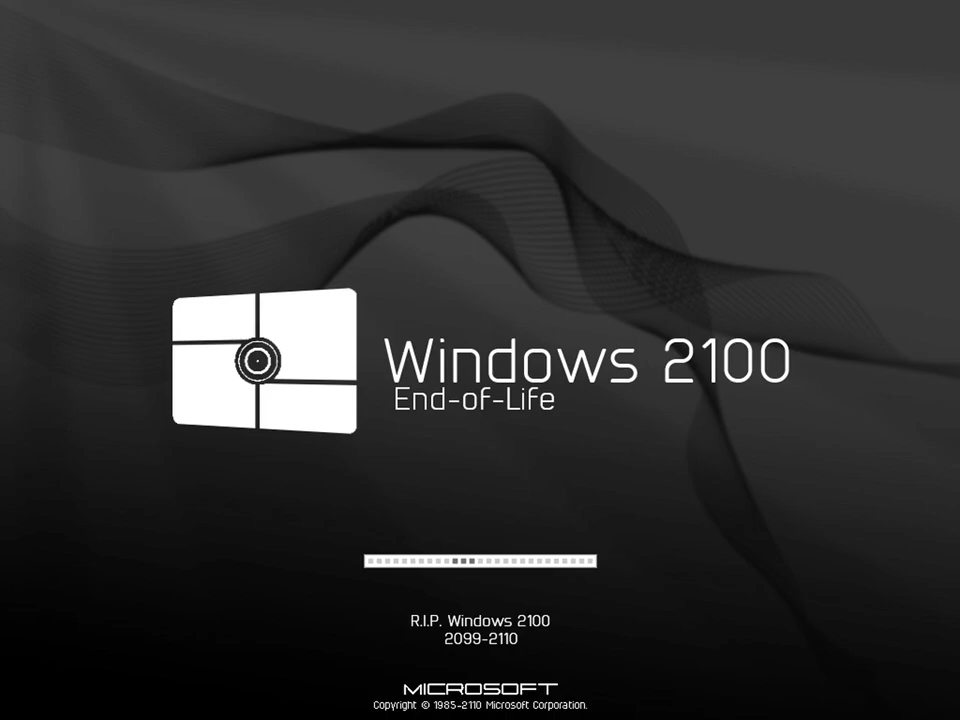 Windows 2100
End-of-Life
R.I.P. Windows 2100
2099-2110
MICROSOFT
Copyright © 1985-2110 Microsoft Corporation.